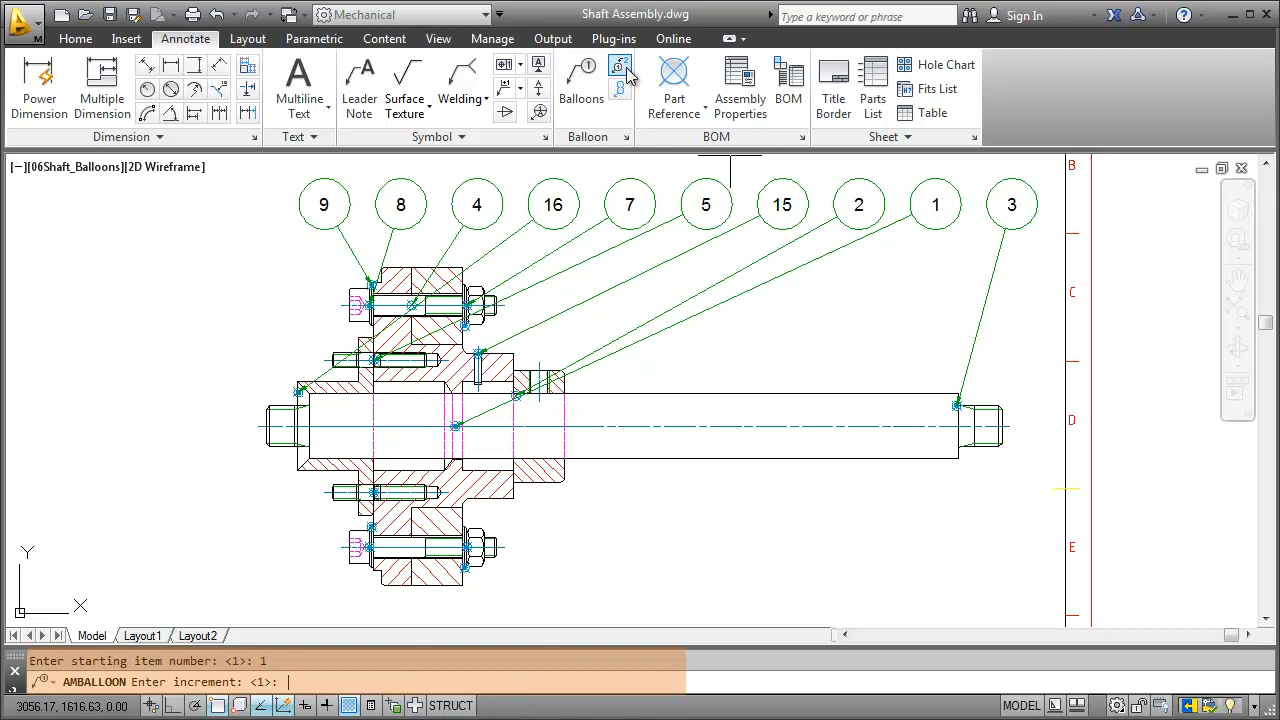 Mechanical
Shaft Assembly.dwg
Type a keyword or phrase
Sign In
Home
Insert
Annotate
Layout
Parametric
Content
View
Manage
Output
Plug-ins
Online
Power Dimension
Multiple Dimension
Multiline Text
Leader Note
Surface Texture
Welding
Balloons
Part Reference
Assembly Properties
BOM
Title Border
Parts List
Hole Chart
Fits List
Table
Dimension
Text
Symbol
Balloon
BOM
Sheet
[−][06Shaft_Balloons][2D Wireframe]
B
9
8
4
16
7
5
15
2
1
3
C
D
E
Y
X
Model
Layout1
Layout2
Enter starting item number: <1>: 1
AMBALLOON Enter increment: <1>:
3056.17, 1616.63, 0.00
STRUCT
MODEL